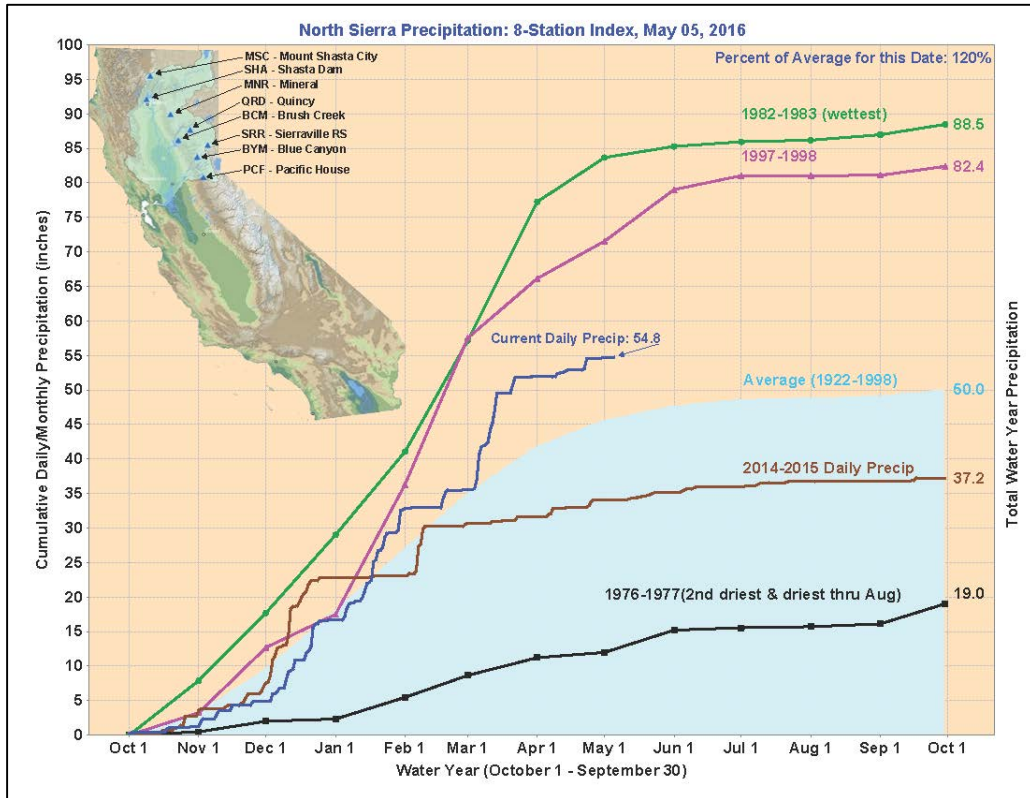 North Sierra Precipitation: 8-Station Index, May 05, 2016
Percent of Average for this Date: 120%
MSC - Mount Shasta City
SHA - Shasta Dam
MNR - Mineral
QRD - Quincy
BCM - Brush Creek
SRR - Sierraville RS
BYM - Blue Canyon
PCF - Pacific House
1982-1983 (wettest)
88.5
1997-1998
82.4
Current Daily Precip: 54.8
Average (1922-1998)
50.0
2014-2015 Daily Precip
37.2
1976-1977(2nd driest & driest thru Aug)
19.0
Cumulative Daily/Monthly Precipitation (inches)
100
95
90
85
80
75
70
65
60
55
50
45
40
35
30
25
20
15
10
5
0
Total Water Year Precipitation
Oct 1 Nov 1 Dec 1 Jan 1 Feb 1 Mar 1 Apr 1 May 1 Jun 1 Jul 1 Aug 1 Sep 1 Oct 1
Water Year (October 1 - September 30)